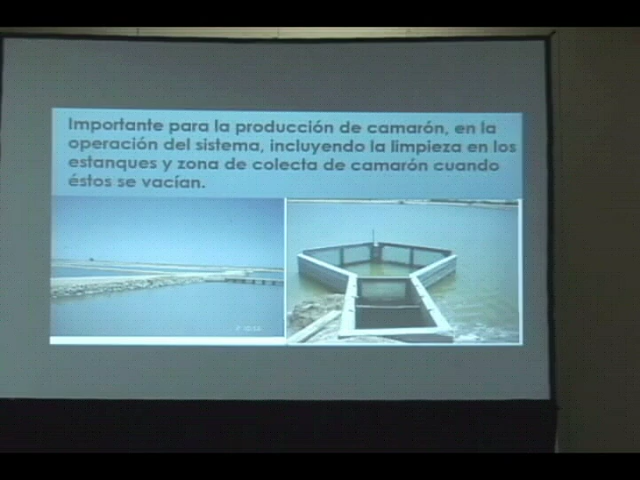 Importante para la producción de camarón, en la
operación del sistema, incluyendo la limpieza en los
estanques y zona de colecta de camarón cuando
éstos se vacían.